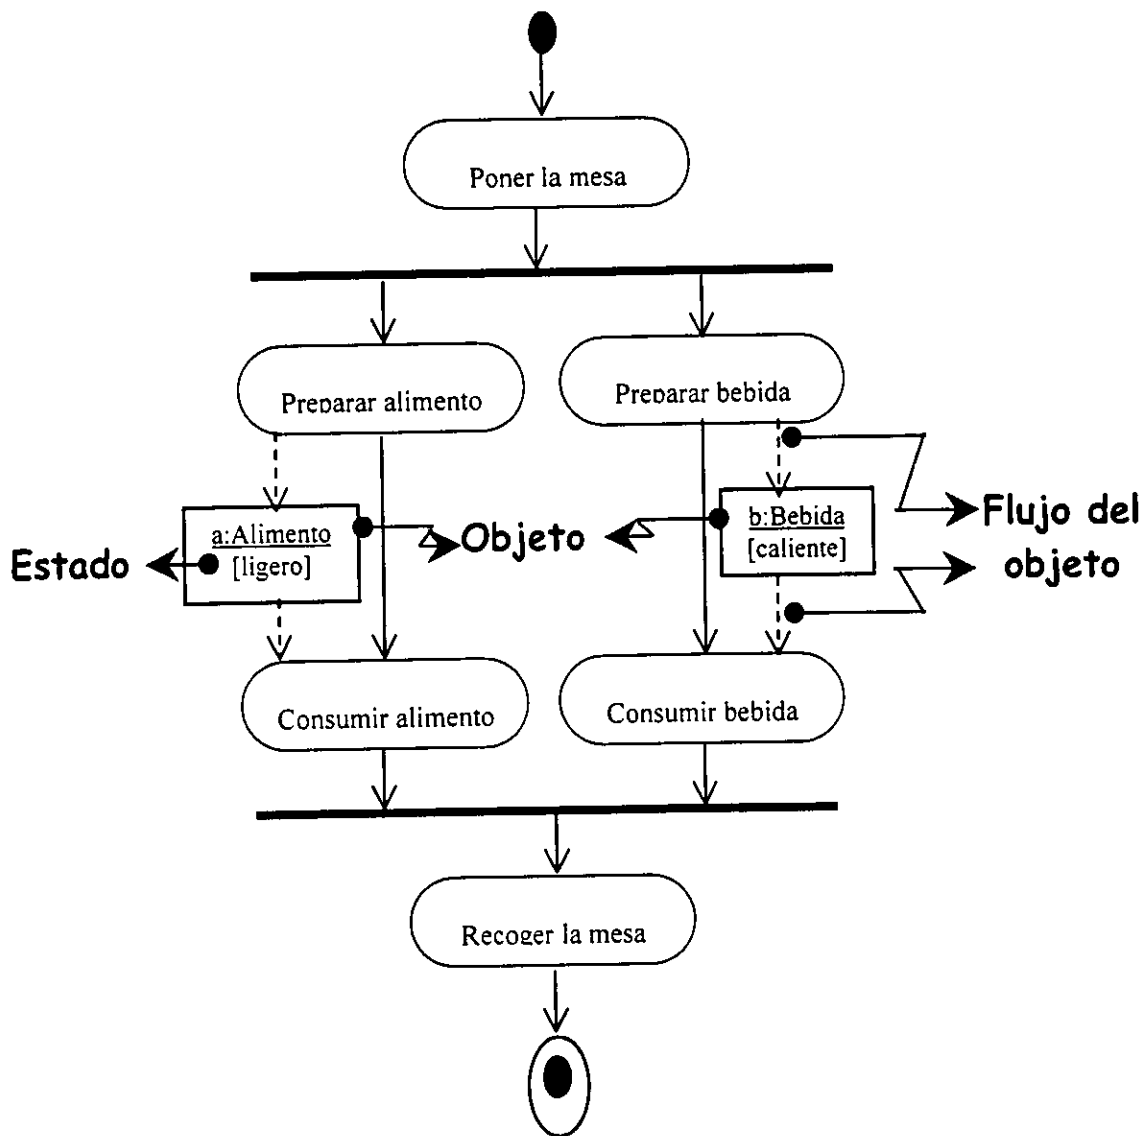 Poner la mesa
Preparar alimento
Preparar bebida
a:Alimento
[ligero]
Estado
Objeto
b:Bebida
[caliente]
Flujo del
objeto
Consumir alimento
Consumir bebida
Recoger la mesa